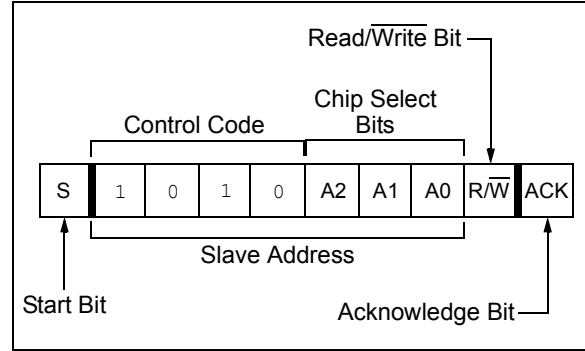 Read/Write Bit
Chip Select
Bits
Control Code
S 1 0 1 0 A2 A1 A0 R/W ACK
Slave Address
Start Bit
Acknowledge Bit